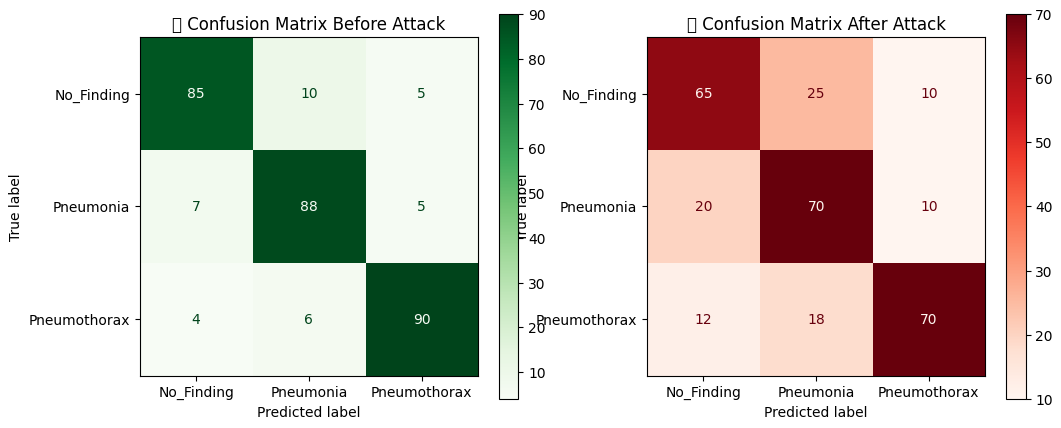 Confusion Matrix Before Attack
True label
No_Finding
Pneumonia
Pneumothorax
85 10 5
7 88 5
4 6 90
No_Finding Pneumonia Pneumothorax
Predicted label
90
80
70
60
50
40
30
20
10
Confusion Matrix After Attack
True label
No_Finding
Pneumonia
Pneumothorax
65 25 10
20 70 10
12 18 70
No_Finding Pneumonia Pneumothorax
Predicted label
70
60
50
40
30
20
10